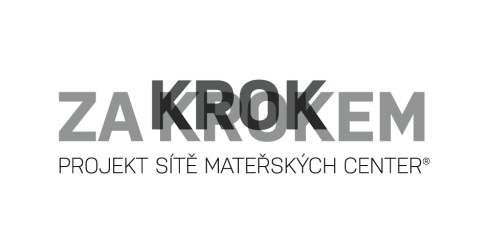 KROK
ZA KROKEM
PROJEKT SÍTĚ MATEŘSKÝCH CENTER®